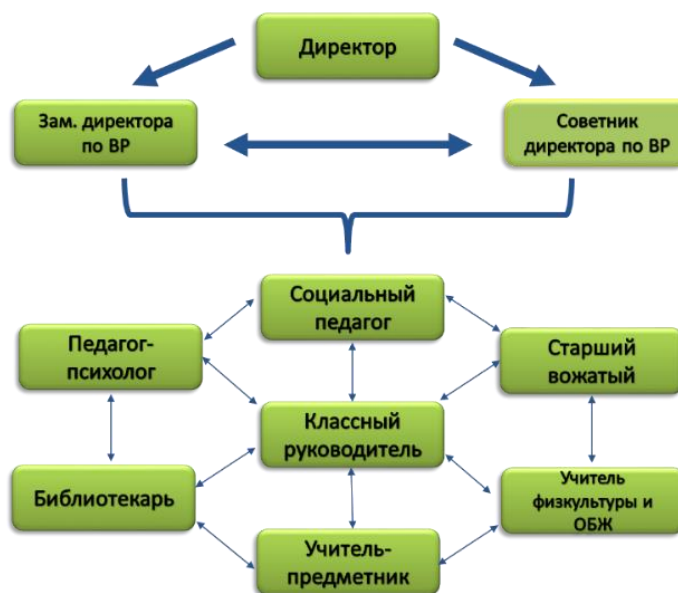 Директор
Зам. директора
по ВР
Советник
директора по ВР
Социальный
педагог
Педагог-
психолог
Старший
вожатый
Классный
руководитель
Библиотекарь
Учитель
физкультуры и
ОБЖ
Учитель-
предметник